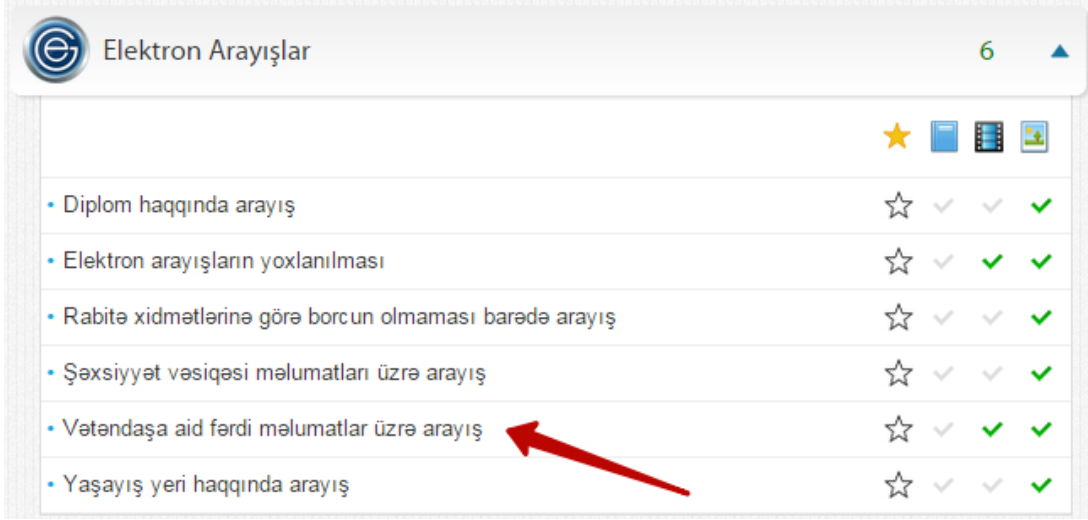 Elektron Arayışlar 6
Diplom haqqında arayış
Elektron arayışların yoxlanılması
Rabitə xidmətlərinə görə borcun olmaması barədə arayış
Şəxsiyyət vəsiqəsi məlumatları üzrə arayış
Vətəndaşa aid fərdi məlumatlar üzrə arayış
Yaşayış yeri haqqında arayış